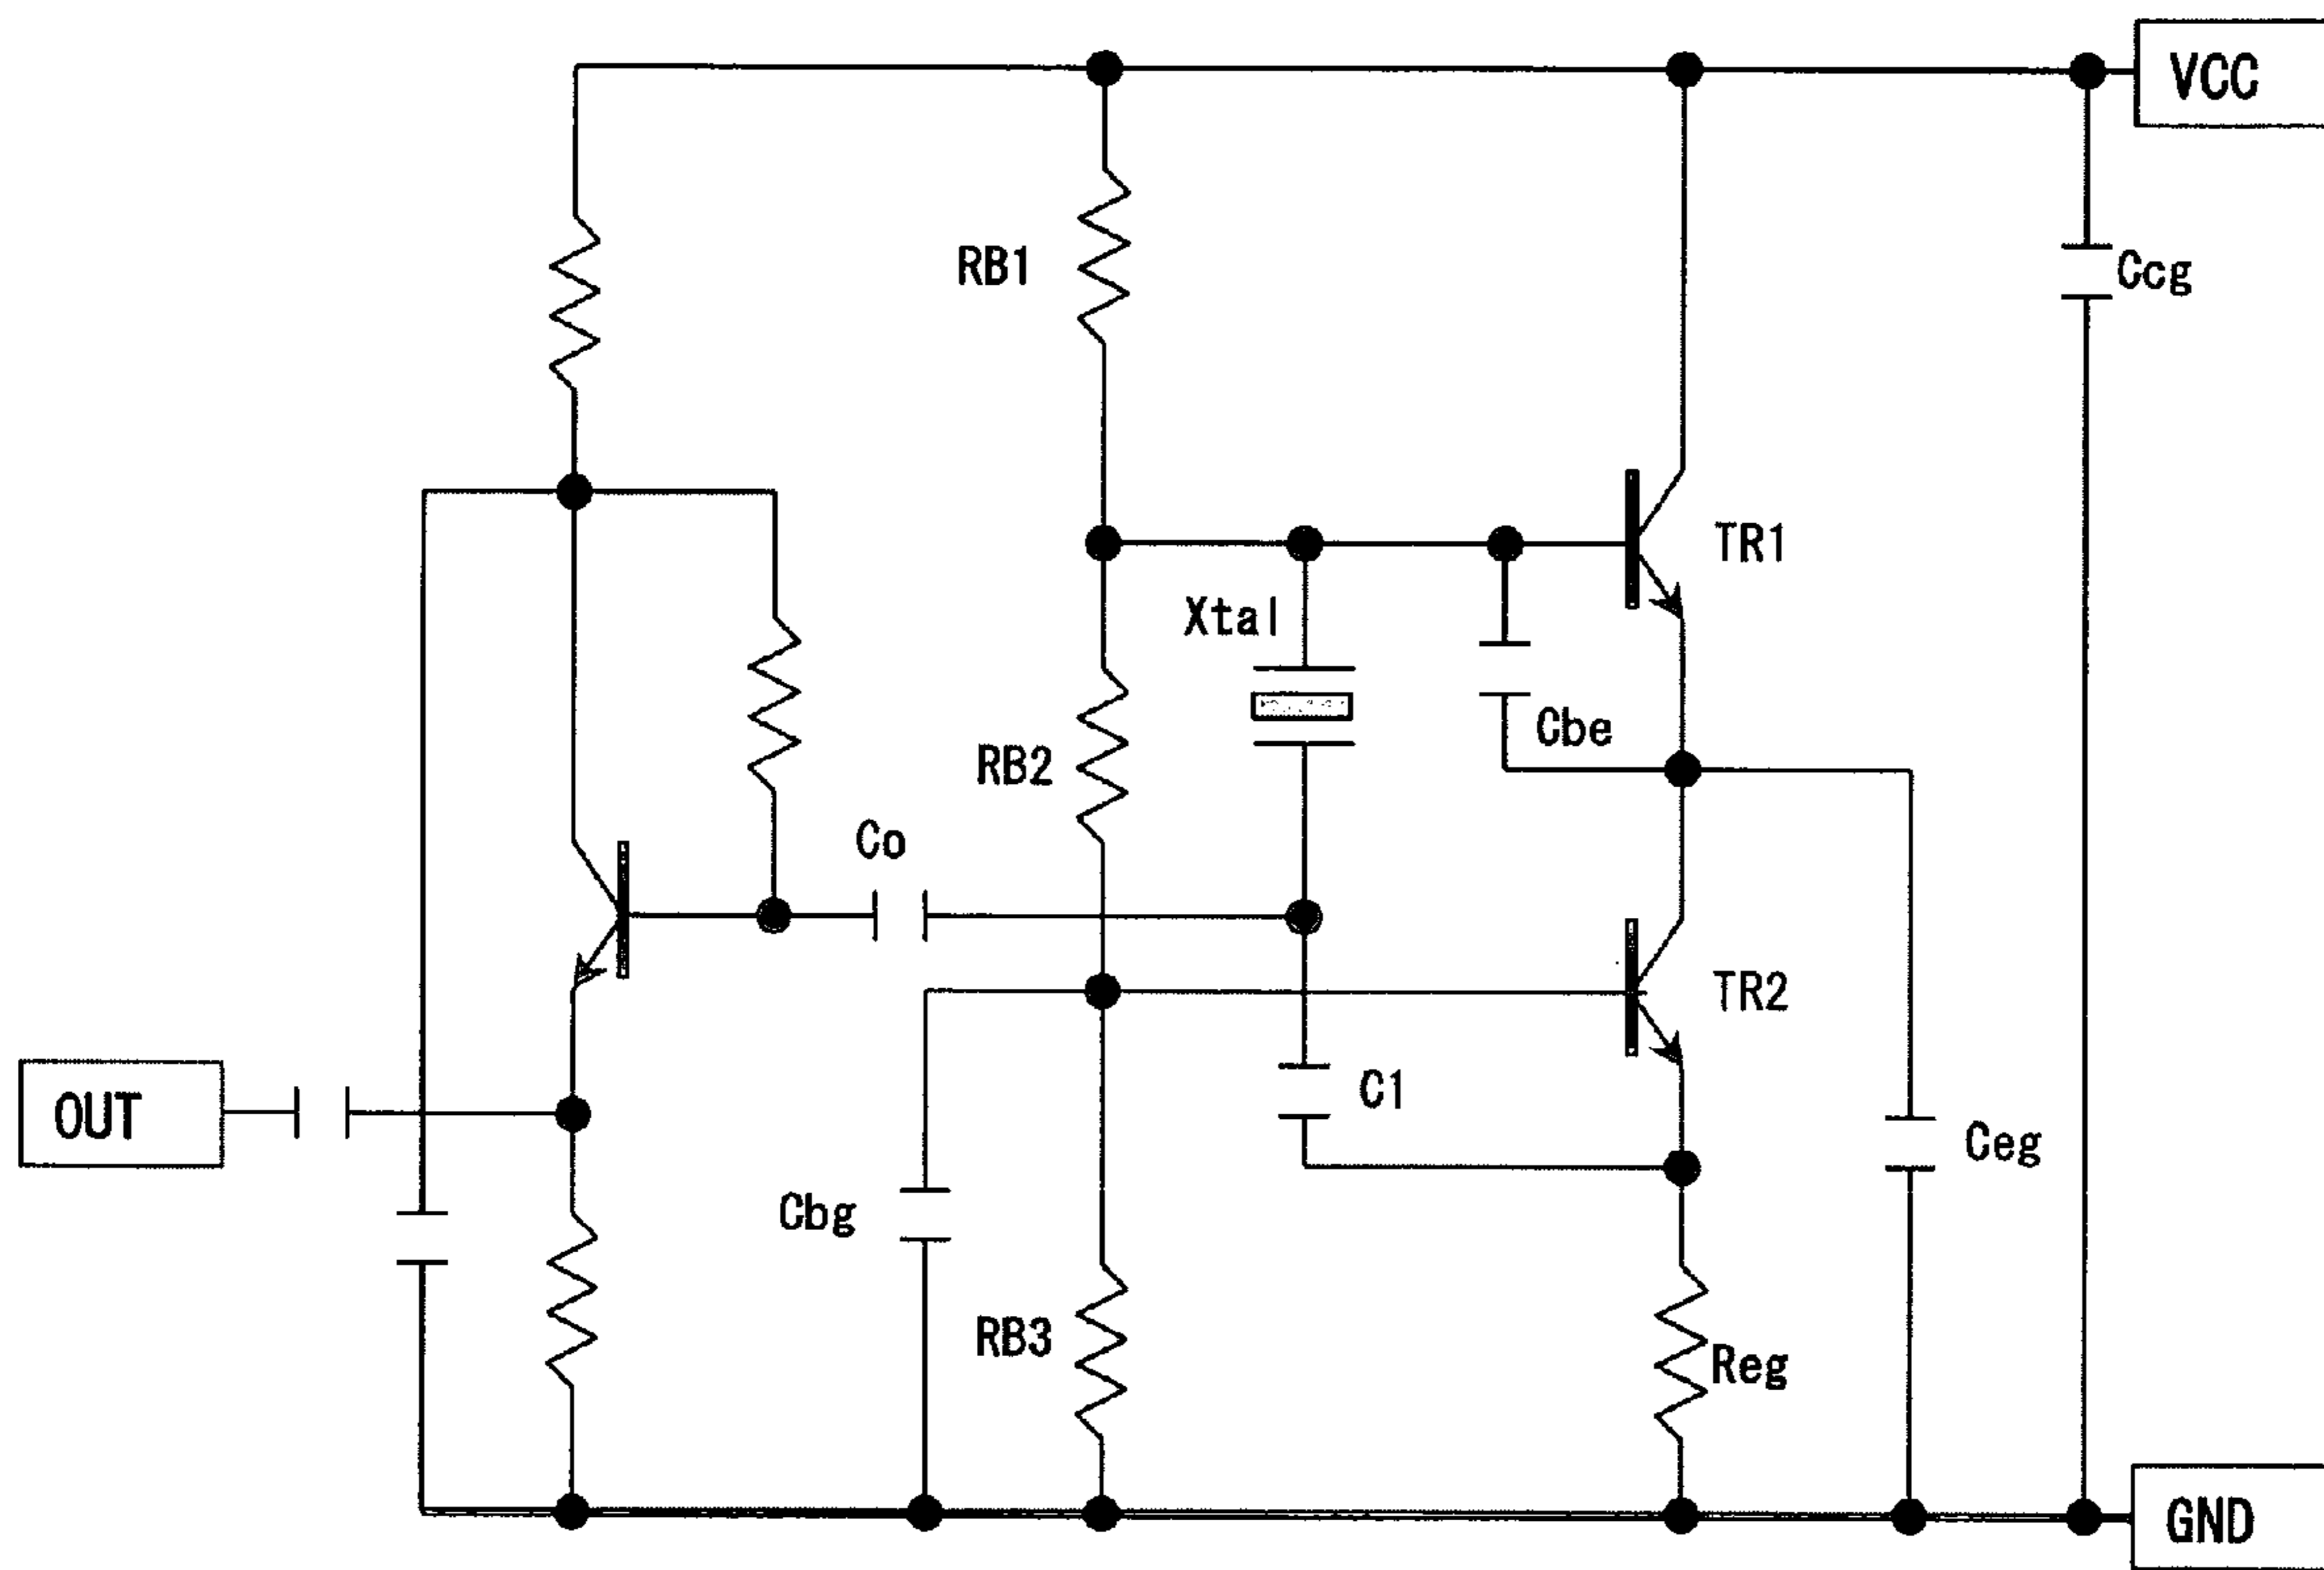 VCC
RB1
Ccg
TR1
Xtal
Cbe
RB2
Co
TR2
C1
OUT
Ceg
Cbg
RB3
Reg
GND